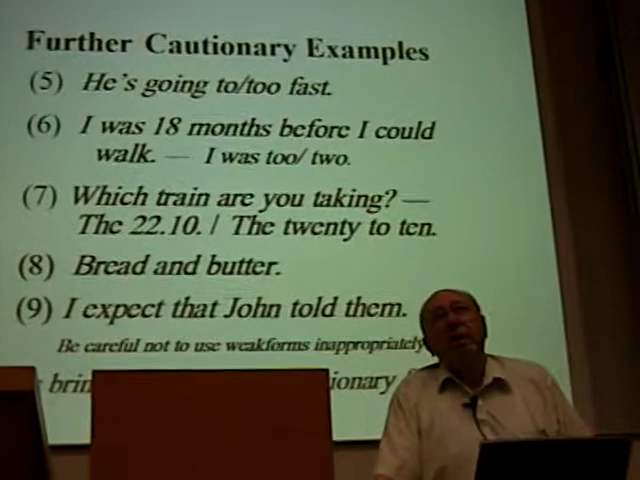 Further Cautionary Examples
(5) He's going to/too fast.
(6) I was 18 months before I could
walk. — I was too/ two.
(7) Which train are you taking? —
The 22.10. / The twenty to ten.
(8) Bread and butter.
(9) I expect that John told them.
Be careful not to use weakforms inappropriately